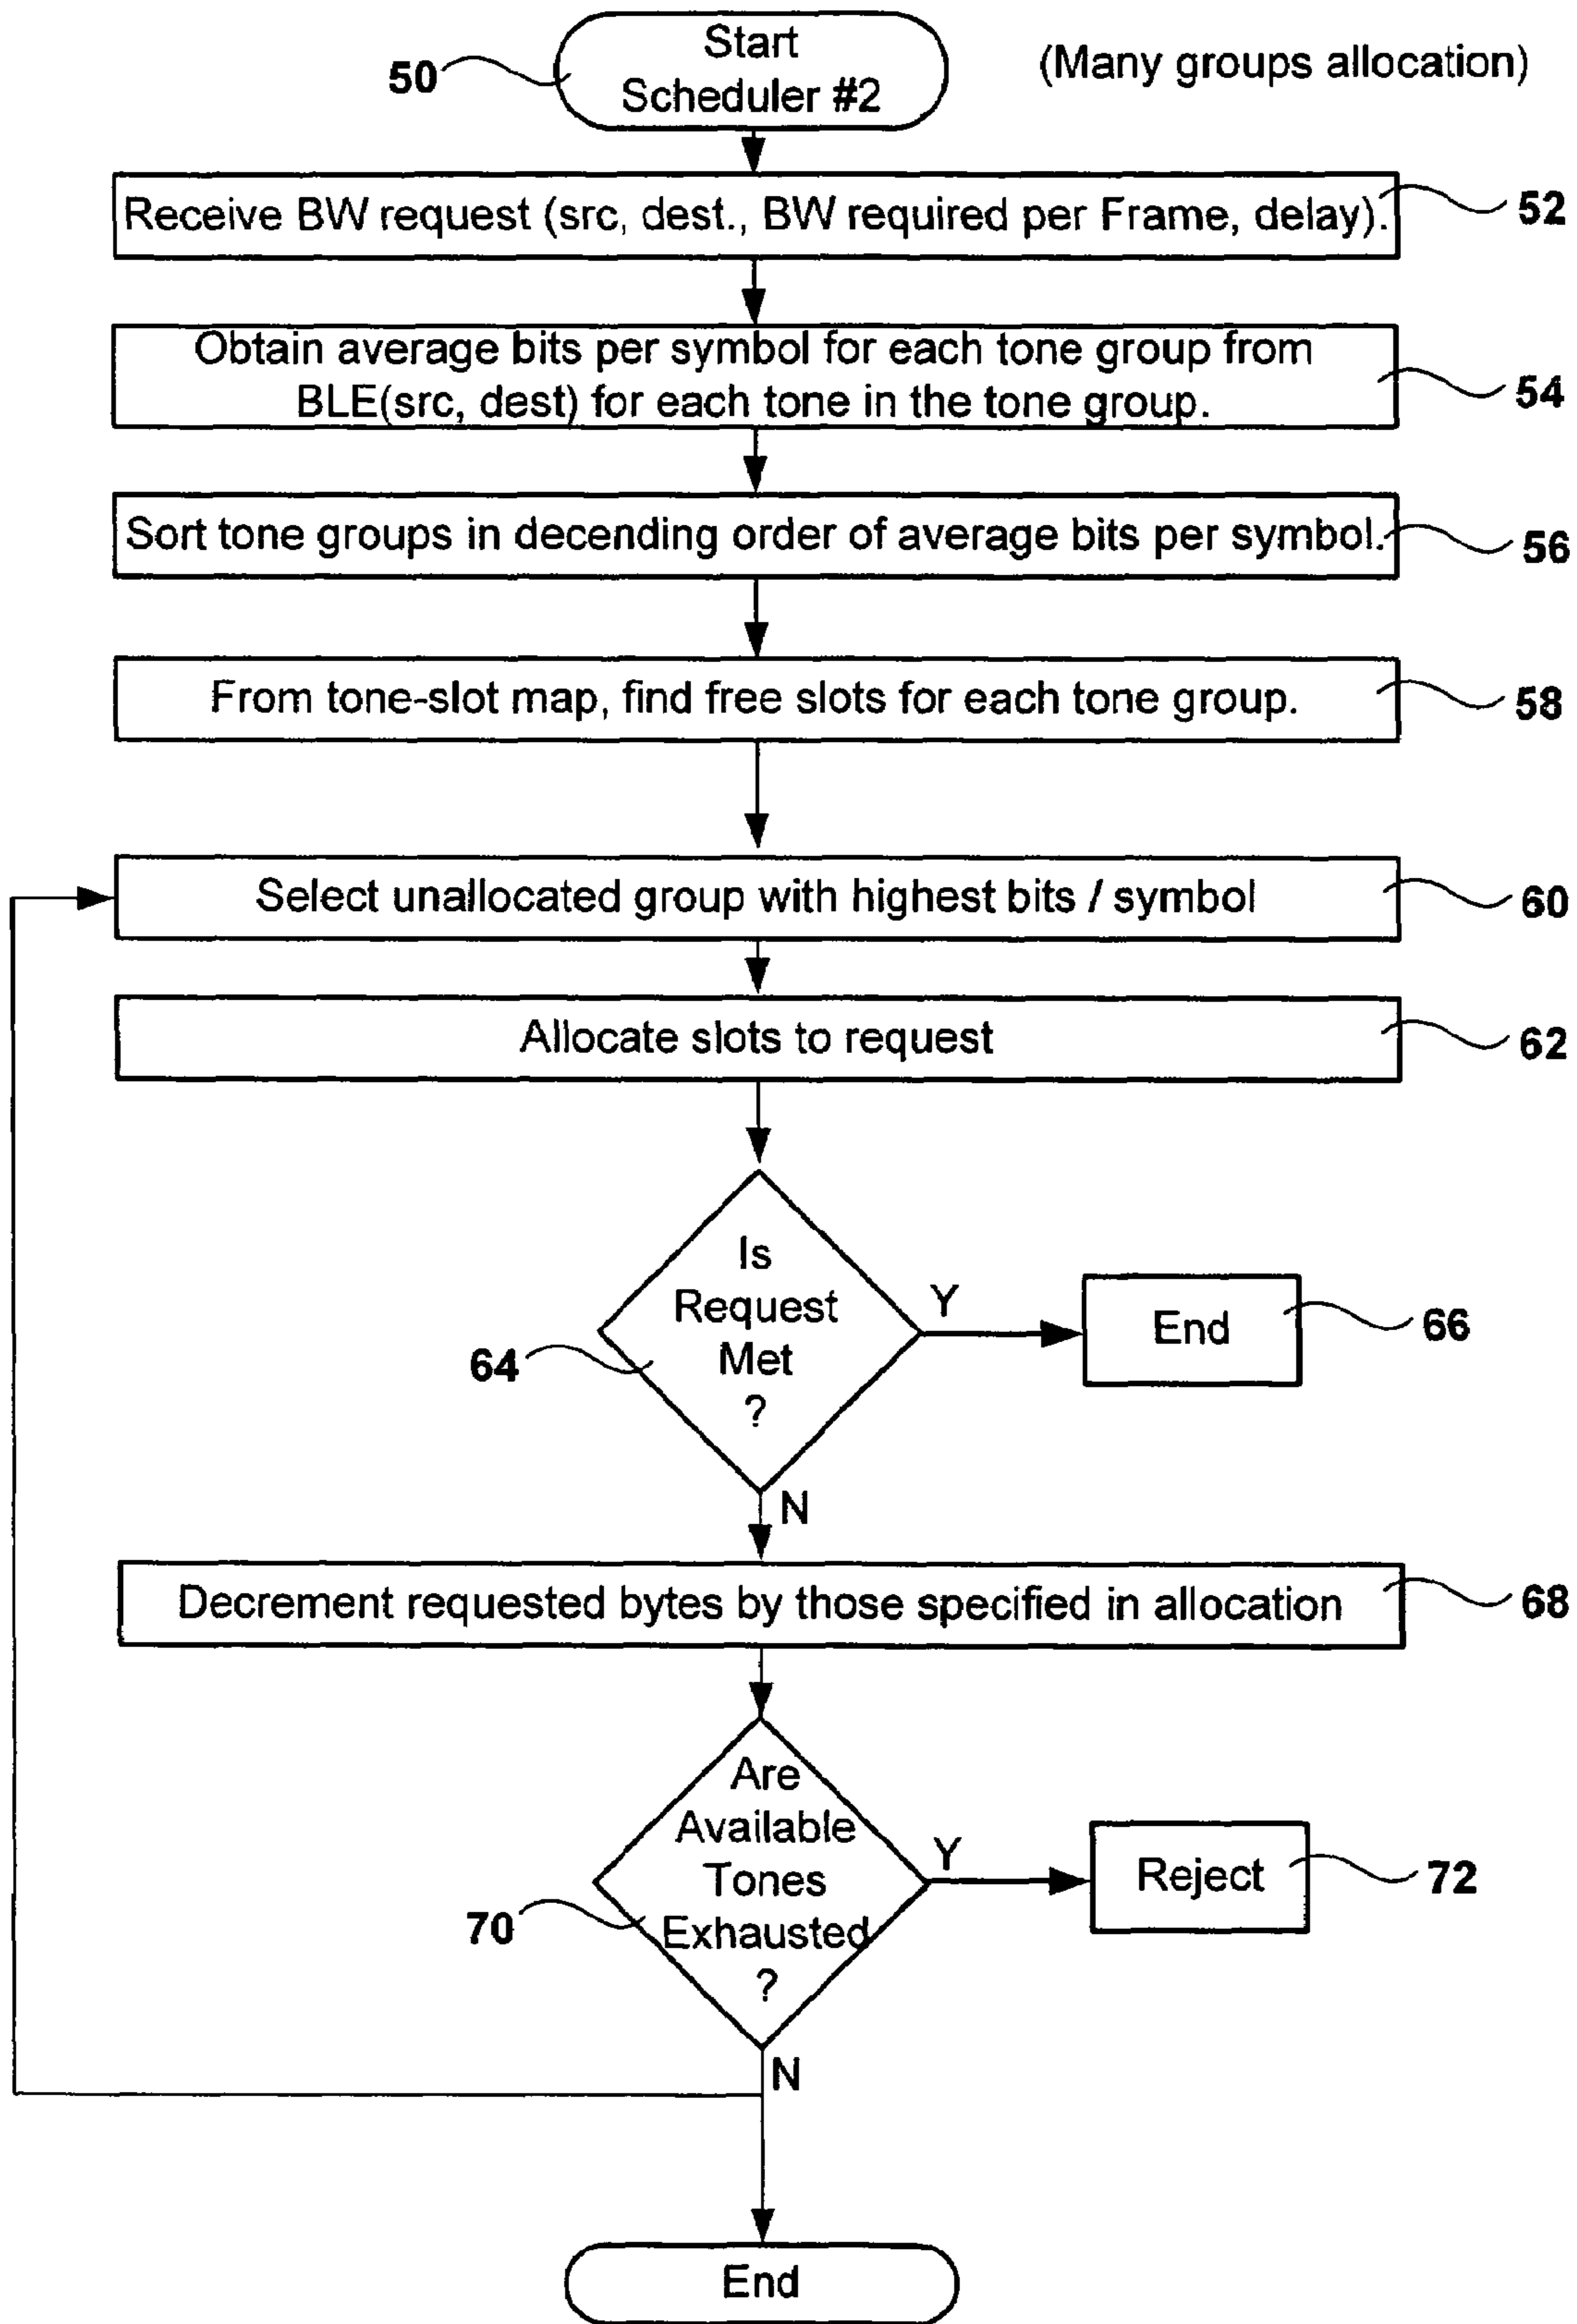 Start
Scheduler #2
(Many groups allocation)
50
Receive BW request (src, dest., BW required per Frame, delay).
52
Obtain average bits per symbol for each tone group from
BLE(src, dest) for each tone in the tone group.
54
Sort tone groups in decending order of average bits per symbol.
56
From tone-slot map, find free slots for each tone group.
58
Select unallocated group with highest bits / symbol
60
Allocate slots to request
62
Is
Request
Met
?
64
Y
End
66
N
Decrement requested bytes by those specified in allocation
68
Are
Available
Tones
Exhausted
?
70
Y
Reject
72
N
End